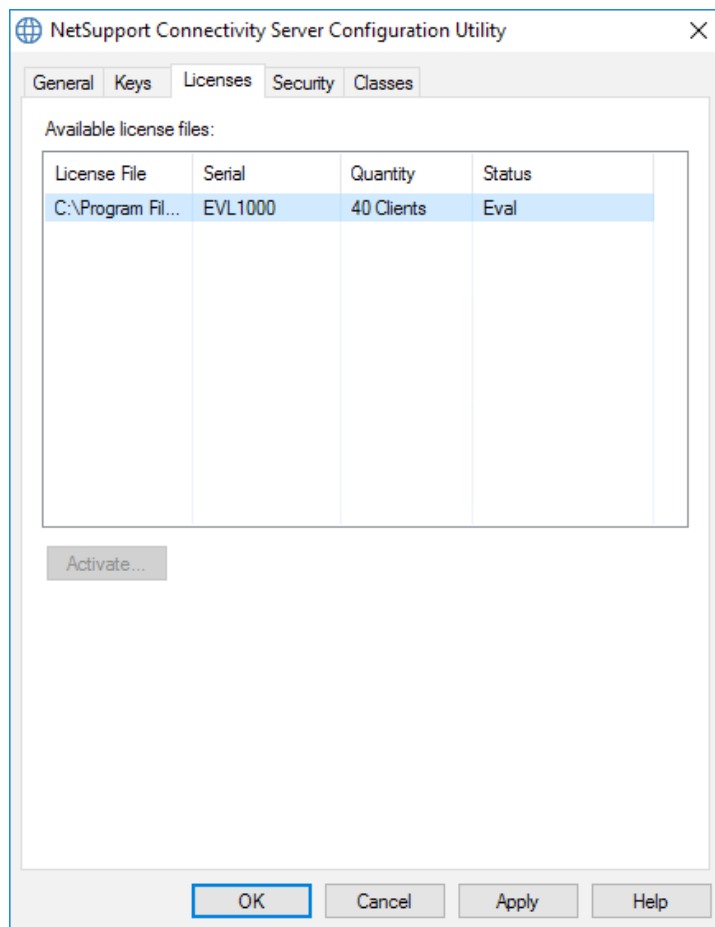 NetSupport Connectivity Server Configuration Utility
General Keys Licenses Security Classes
Available license files:
License File Serial Quantity Status
C:\Program Fil... EVL1000 40 Clients Eval
Activate...
OK Cancel Apply Help